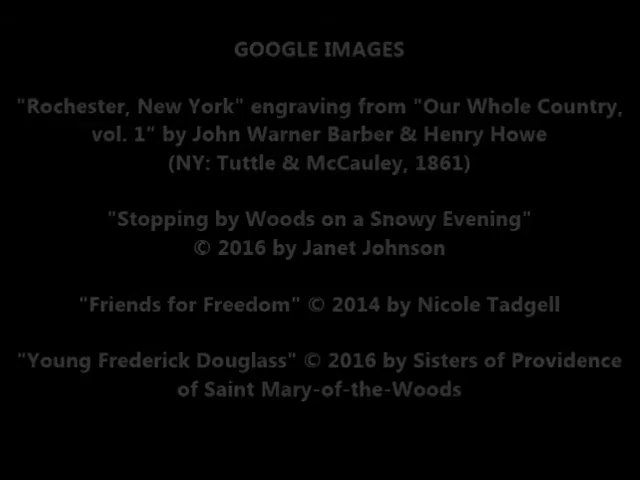 GOOGLE IMAGES
"Rochester, New York" engraving from "Our Whole Country,
vol. 1" by John Warner Barber & Henry Howe
(NY: Tuttle & McCauley, 1861)
"Stopping by Woods on a Snowy Evening"
© 2016 by Janet Johnson
"Friends for Freedom" © 2014 by Nicole Tadgell
"Young Frederick Douglass" © 2016 by Sisters of Providence
of Saint Mary-of-the-Woods